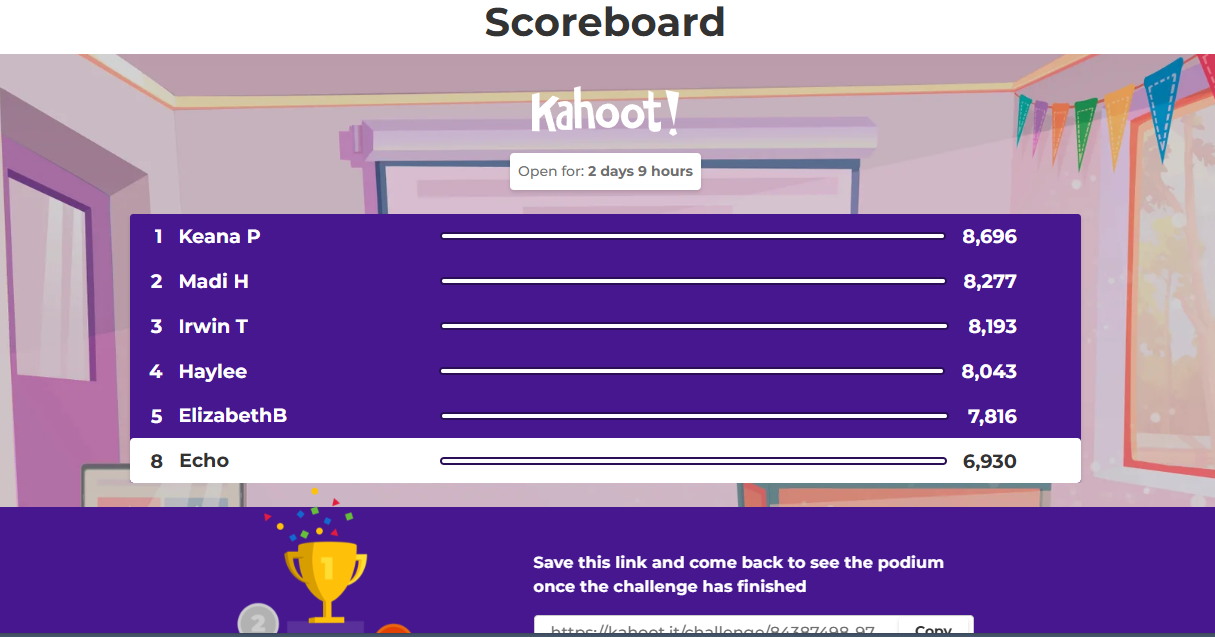 Scoreboard
Kahoot!
Open for: 2 days 9 hours
1 Keana P 8,696
2 Madi H 8,277
3 Irwin T 8,193
4 Haylee 8,043
5 ElizabethB 7,816
8 Echo 6,930
1
2
Save this link and come back to see the podium
once the challenge has finished
https://kahoot.it/challenge/84387498-97 Copy